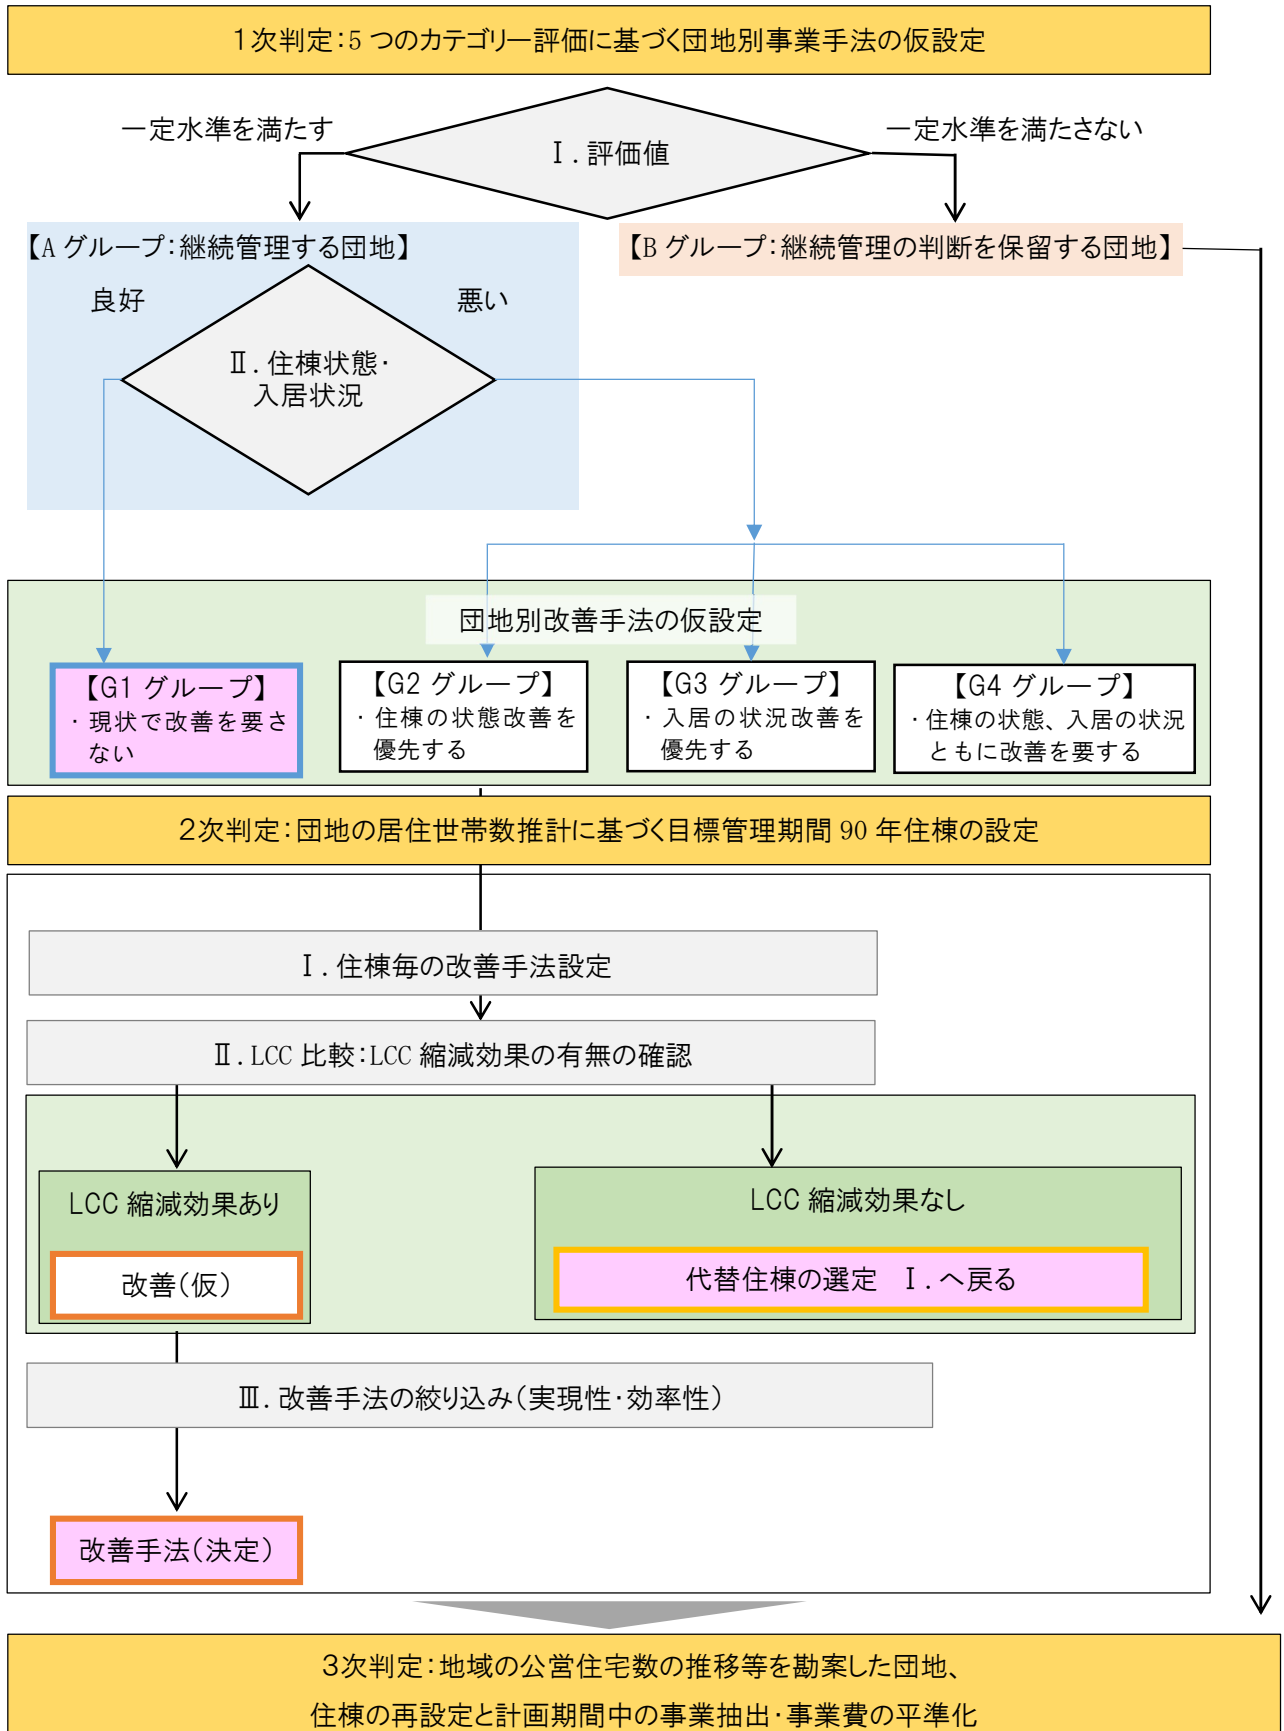 1次判定：5つのカテゴリー評価に基づく団地別事業手法の仮設定
一定水準を満たす
一定水準を満たさない
Ⅰ．評価値
【Aグループ：継続管理する団地】
【Bグループ：継続管理の判断を保留する団地】
良好
悪い
Ⅱ．住棟状態・
入居状況
団地別改善手法の仮設定
【G1グループ】
・現状で改善を要さ
ない
【G2グループ】
・住棟の状態改善を
優先する
【G3グループ】
・入居の状況改善を
優先する
【G4グループ】
・住棟の状態、入居の状況
ともに改善を要する
2次判定：団地の居住世帯数推計に基づく目標管理期間90年住棟の設定
Ⅰ．住棟毎の改善手法設定
Ⅱ．LCC比較：LCC縮減効果の有無の確認
LCC縮減効果あり
改善（仮）
LCC縮減効果なし
代替住棟の選定　Ⅰ．へ戻る
Ⅲ．改善手法の絞り込み（実現性・効率性）
改善手法（決定）
3次判定：地域の公営住宅数の推移等を勘案した団地、
住棟の再設定と計画期間中の事業抽出・事業費の平準化